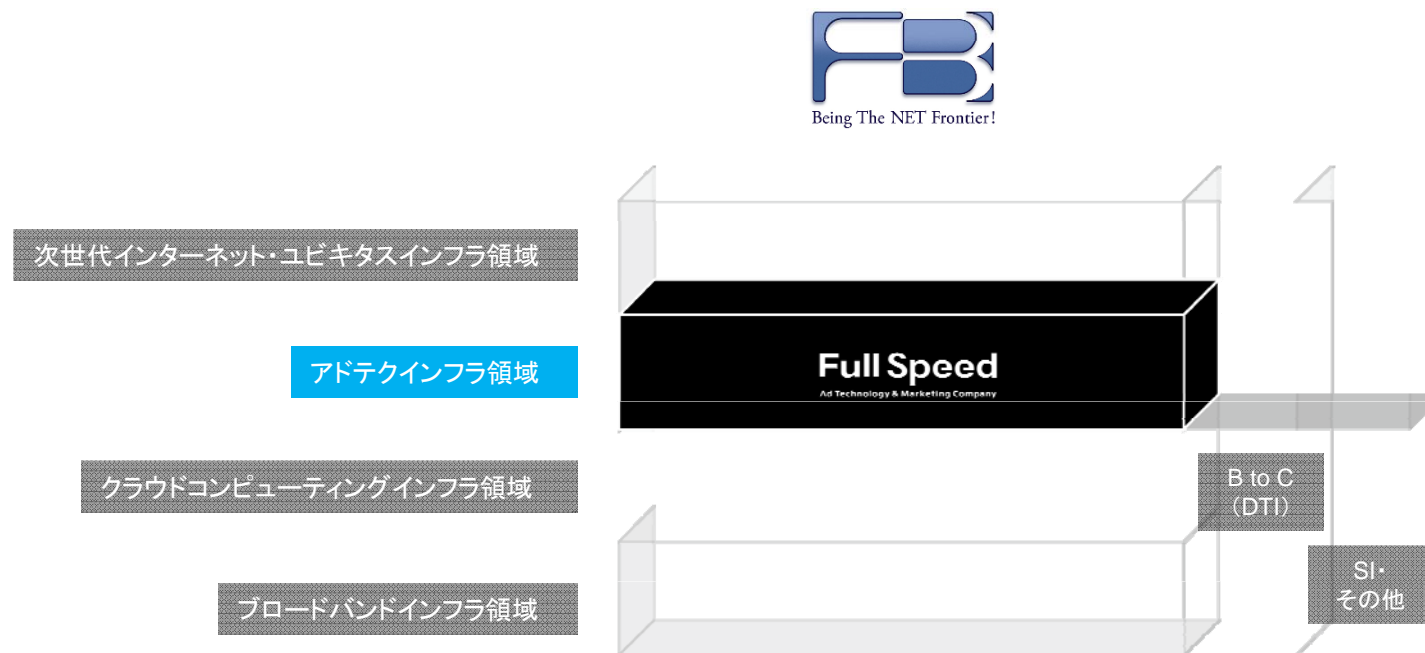 Being The NET Frontier!
次世代インターネット・ユビキタスインフラ領域
アドテクインフラ領域
Full Speed
Ad Technology & Marketing Company
クラウドコンピューティングインフラ領域
B to C
（DTI）
ブロードバンドインフラ領域
SI・
その他